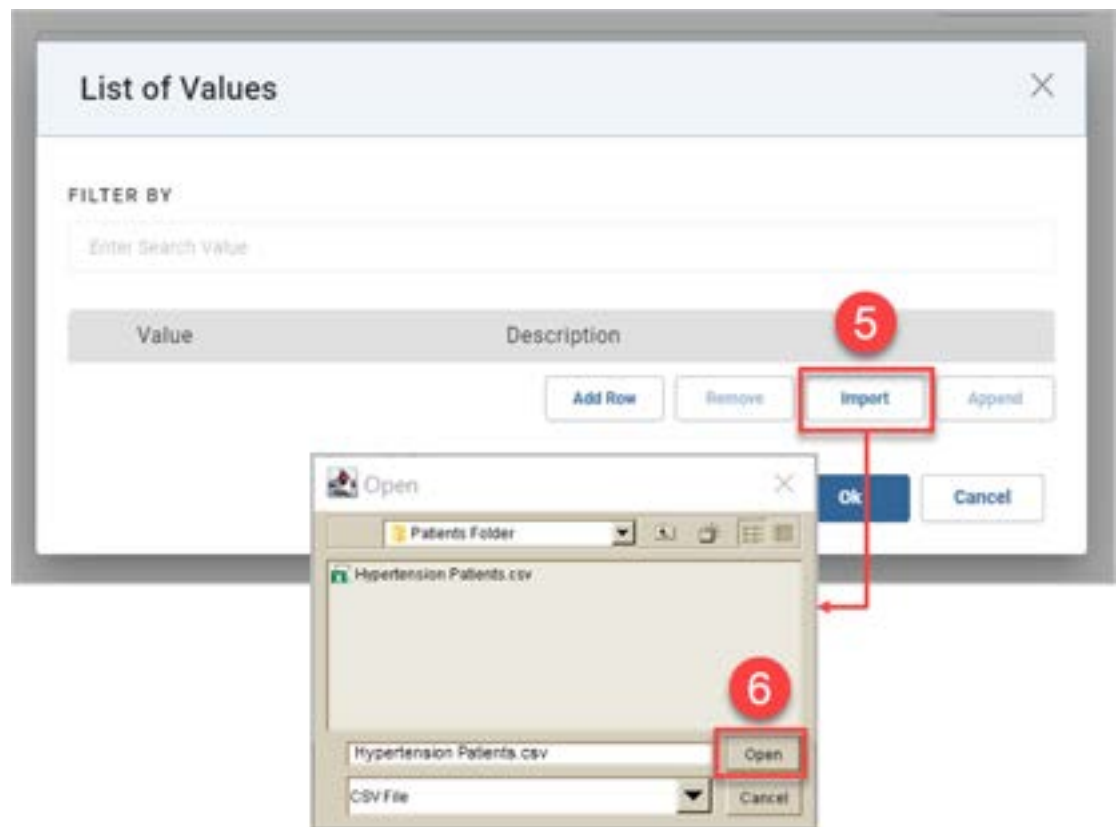 List of Values
FILTER BY
Enter Search Value
Value Description
5
Add Row Remove Import Append
Ok Cancel
Open
Patients Folder
Hypertension Patients.csv
6
Hypertension Patients.csv Open
CSV File Cancel